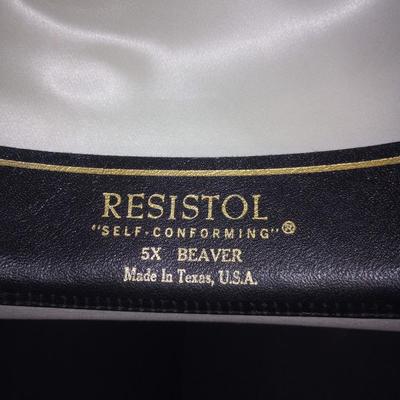 RESISTOL
"SELF-CONFORMING"®
5X BEAVER
Made In Texas, U.S.A.